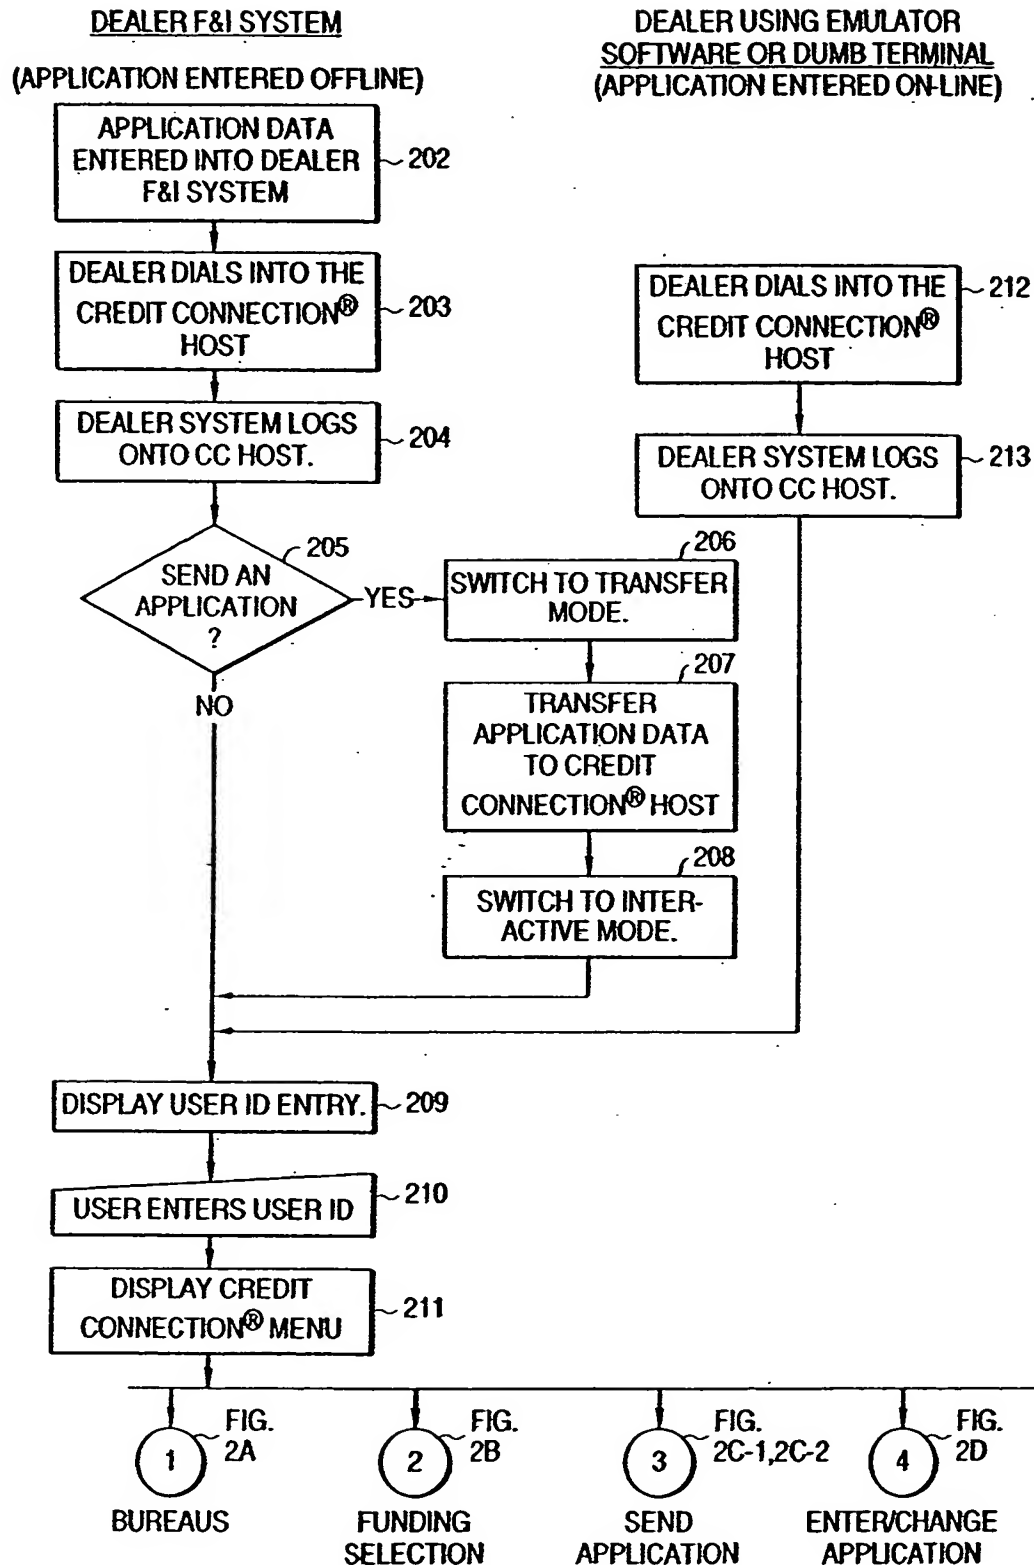 DEALER F&I SYSTEM
(APPLICATION ENTERED OFFLINE)
DEALER USING EMULATOR
SOFTWARE OR DUMB TERMINAL
(APPLICATION ENTERED ON-LINE)
APPLICATION DATA
ENTERED INTO DEALER
F&I SYSTEM
202
DEALER DIALS INTO THE
CREDIT CONNECTION®
HOST
203
DEALER SYSTEM LOGS
ONTO CC HOST.
204
DEALER DIALS INTO THE
CREDIT CONNECTION®
HOST
212
DEALER SYSTEM LOGS
ONTO CC HOST.
213
SEND AN
APPLICATION
?
205
YES
NO
SWITCH TO TRANSFER
MODE.
206
TRANSFER
APPLICATION DATA
TO CREDIT
CONNECTION® HOST
207
SWITCH TO INTER-
ACTIVE MODE.
208
DISPLAY USER ID ENTRY.
209
USER ENTERS USER ID
210
DISPLAY CREDIT
CONNECTION® MENU
211
1
FIG.
2A
BUREAUS
2
FIG.
2B
FUNDING
SELECTION
3
FIG.
2C-1,2C-2
SEND
APPLICATION
4
FIG.
2D
ENTER/CHANGE
APPLICATION